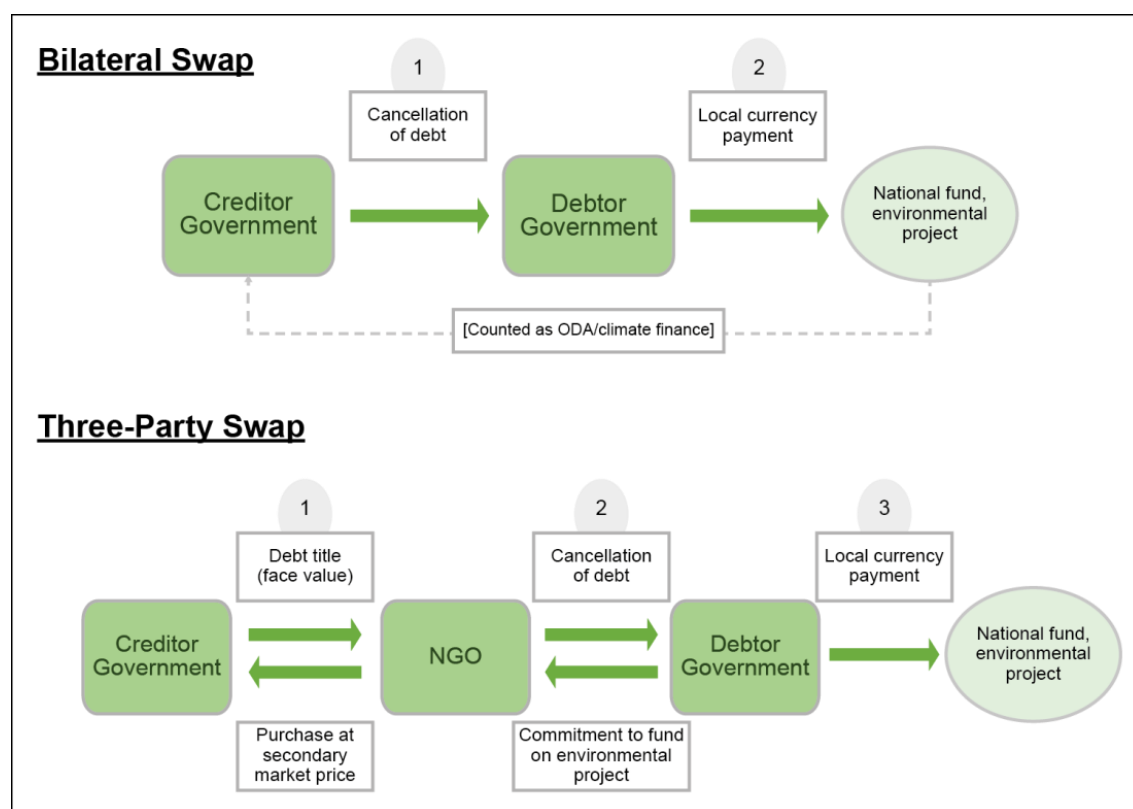 Bilateral Swap
1
2
Cancellation
of debt
Local currency
payment
Creditor
Government
Debtor
Government
National fund,
environmental
project
[Counted as ODA/climate finance]
Three-Party Swap
1
2
3
Debt title
(face value)
Cancellation
of debt
Local currency
payment
Creditor
Government
NGO
Debtor
Government
National fund,
environmental
project
Purchase at
secondary
market price
Commitment to fund
on environmental
project